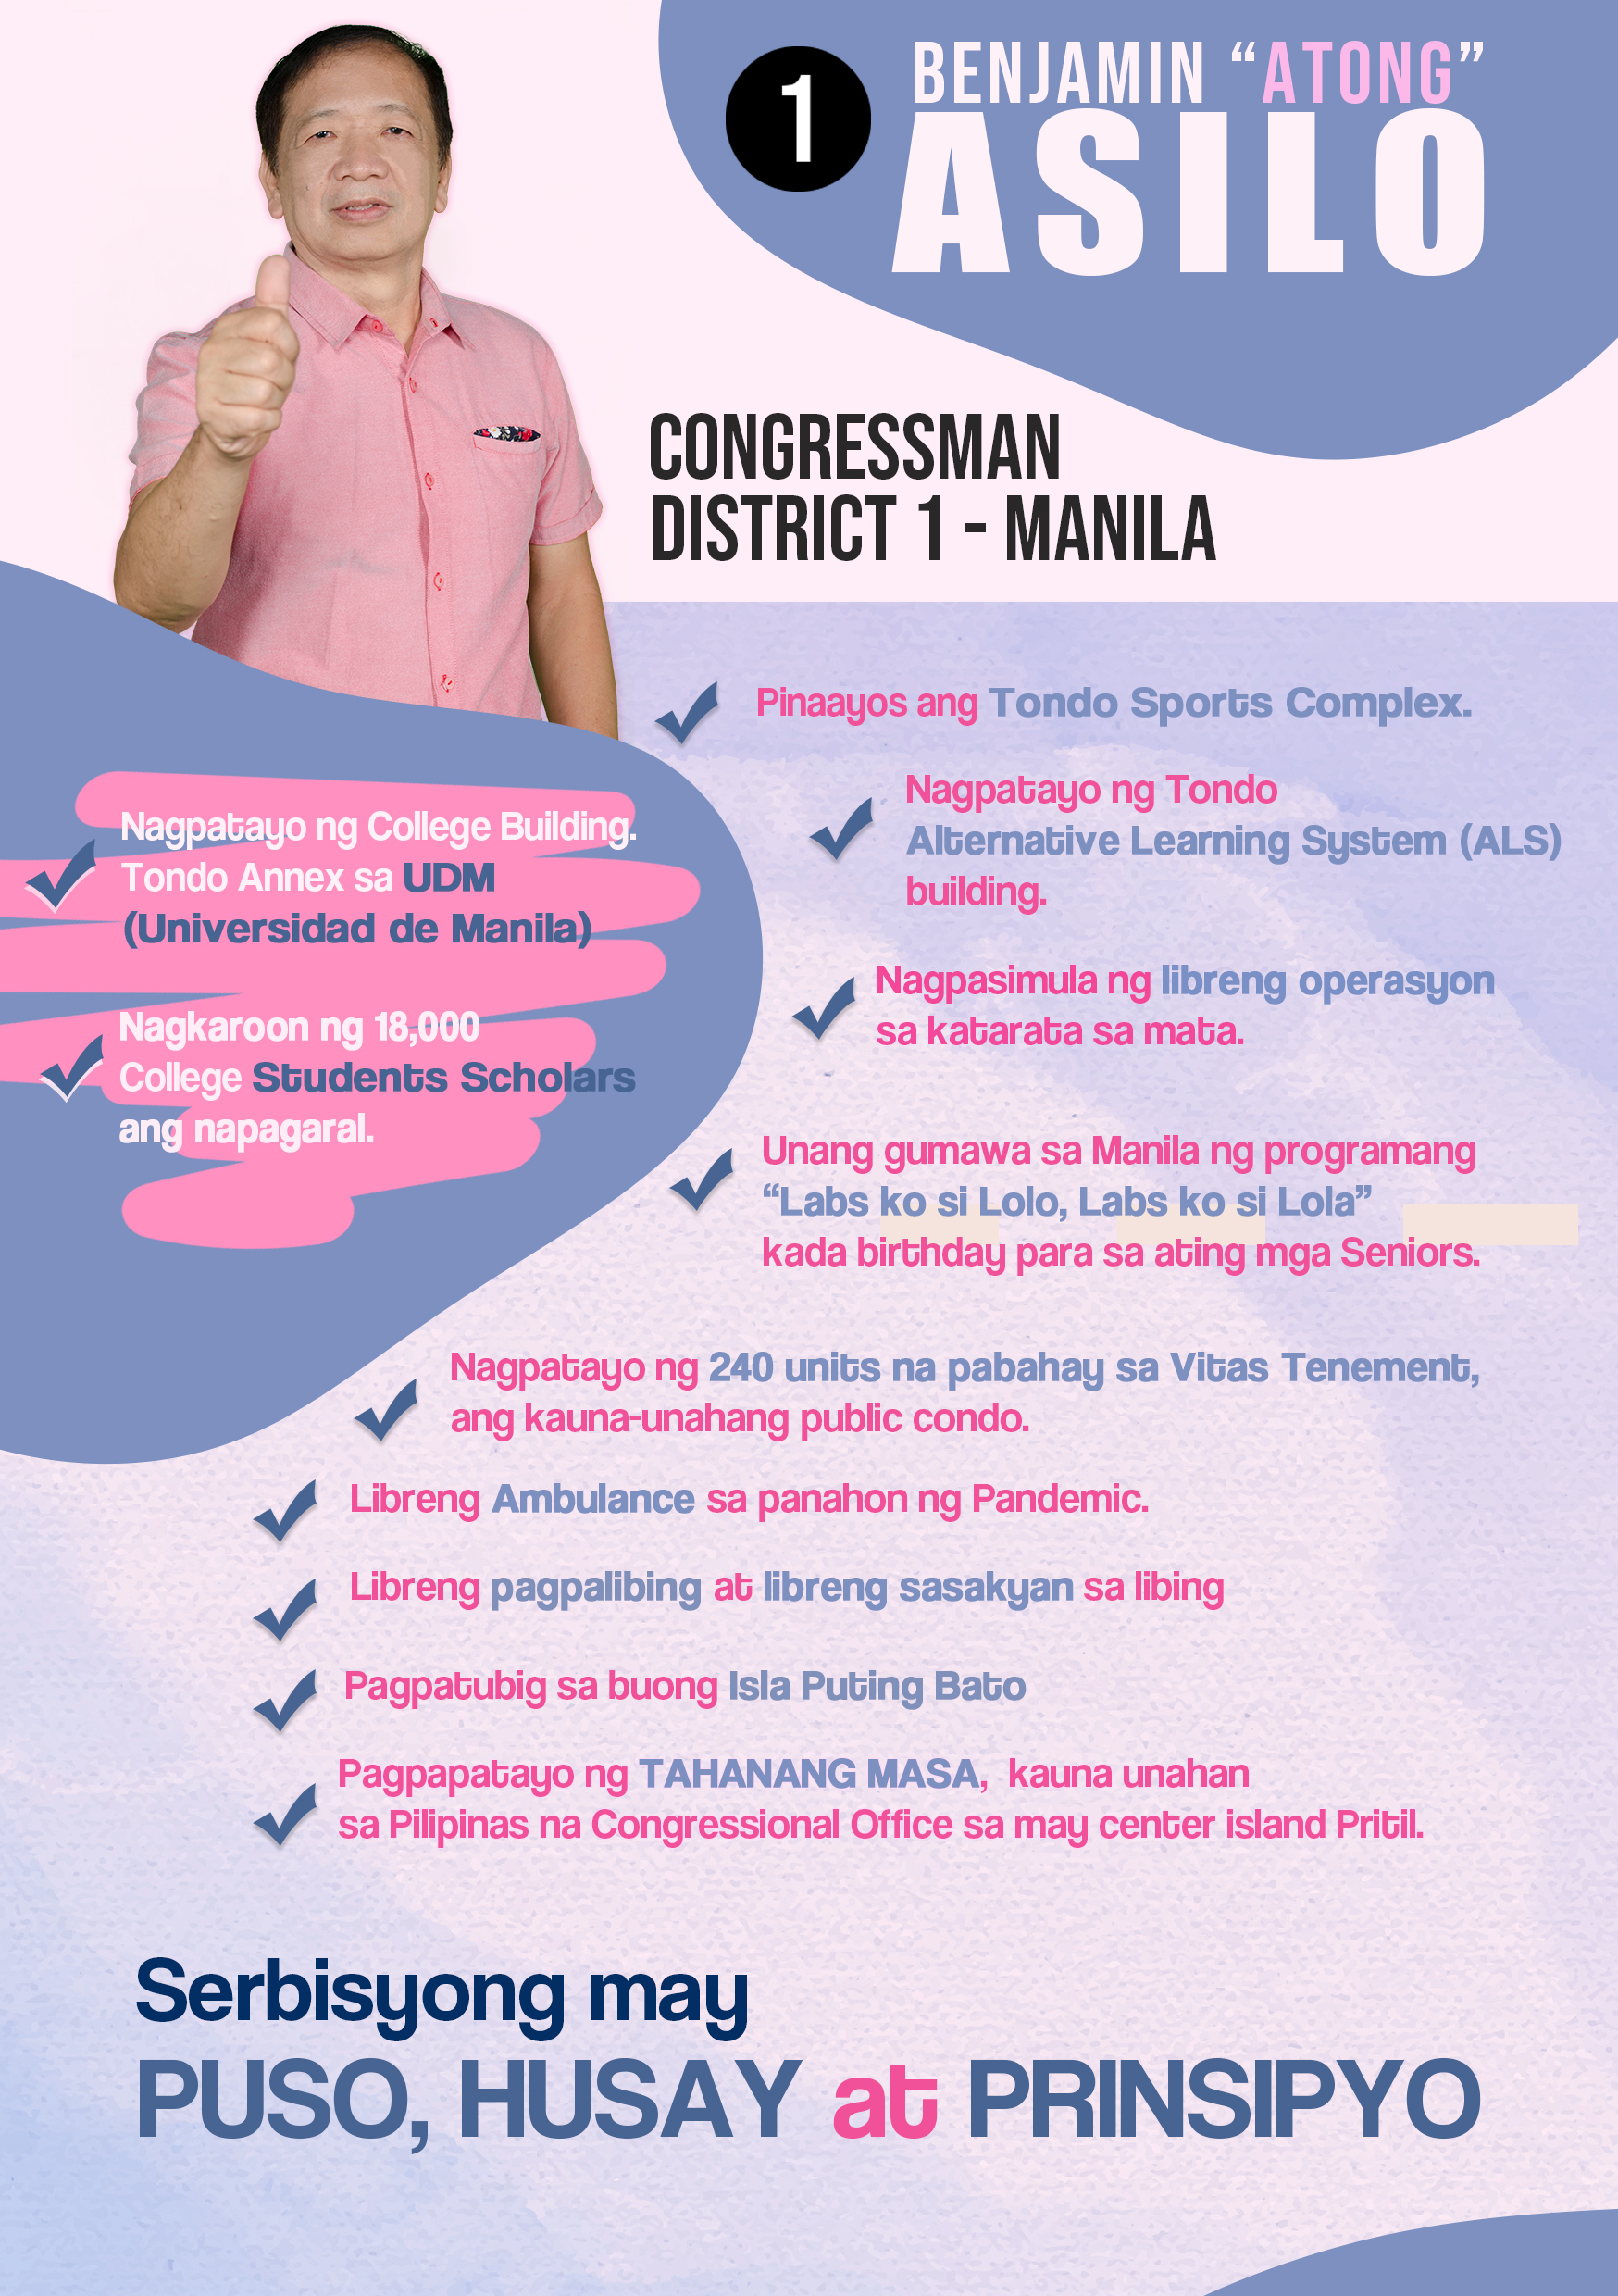 1
BENJAMIN “ATONG”
ASILO
CONGRESSMAN
DISTRICT 1 - MANILA
Nagpatayo ng College Building.
Tondo Annex sa UDM
(Universidad de Manila)
Nagkaroon ng 18,000
College Students Scholars
ang napagaral.
Pinaayos ang Tondo Sports Complex.
Nagpatayo ng Tondo
Alternative Learning System (ALS)
building.
Nagpasimula ng libreng operasyon
sa katarata sa mata.
Unang gumawa sa Manila ng programang
“Labs ko si Lolo, Labs ko si Lola”
kada birthday para sa ating mga Seniors.
Nagpatayo ng 240 units na pabahay sa Vitas Tenement,
ang kauna-unahang public condo.
Libreng Ambulance sa panahon ng Pandemic.
Libreng pagpalibing at libreng sasakyan sa libing
Pagpatubig sa buong Isla Puting Bato
Pagpapatayo ng TAHANANG MASA, kauna unahan
sa Pilipinas na Congressional Office sa may center island Pritil.
Serbisyong may
PUSO, HUSAY at PRINSIPYO